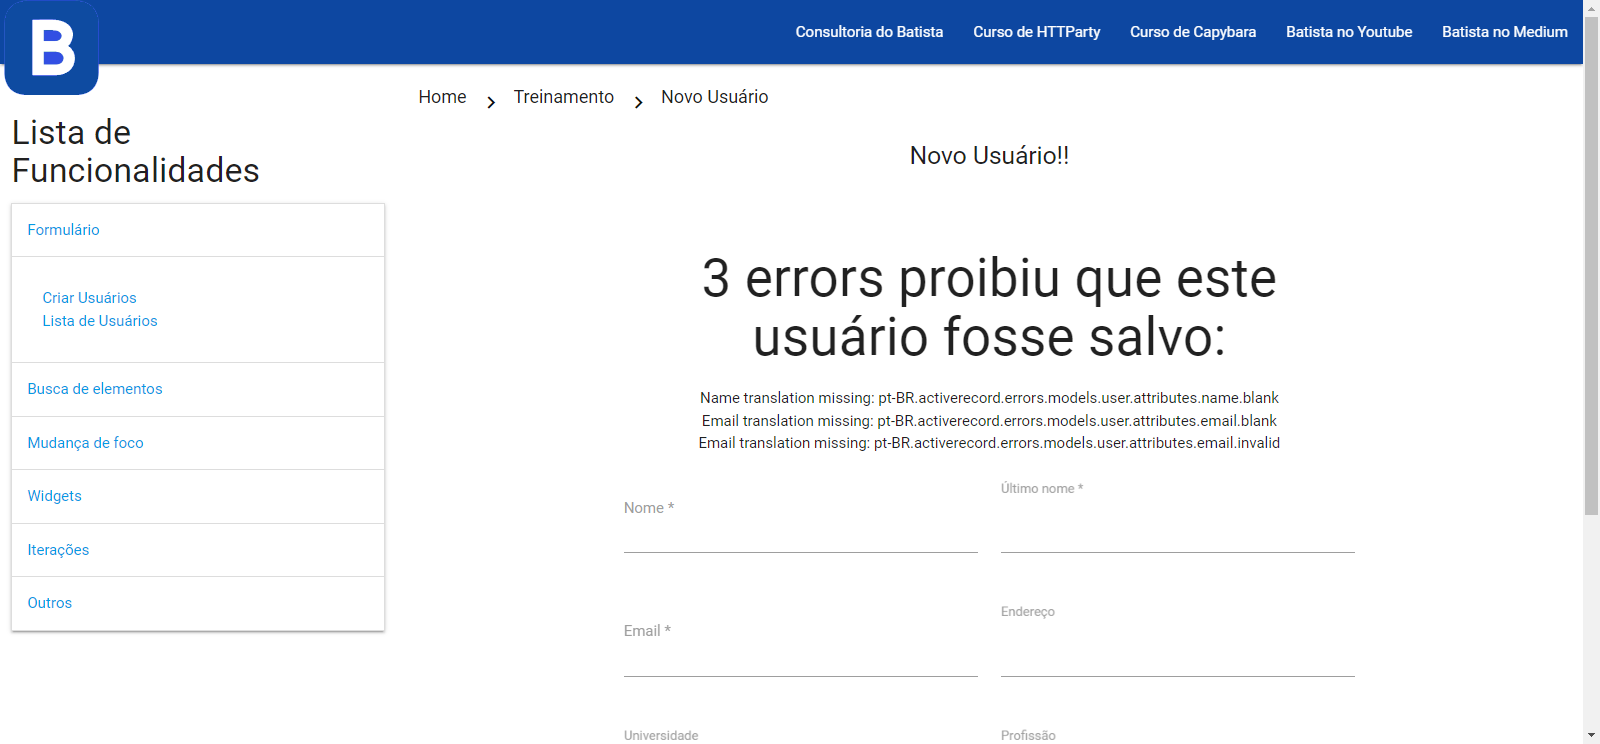 B
Consultoria do Batista
Curso de HTTParty
Curso de Capybara
Batista no Youtube
Batista no Medium
Home
Treinamento
Novo Usuário
Lista de
Funcionalidades
Formulário
Criar Usuários
Lista de Usuários
Busca de elementos
Mudança de foco
Widgets
Iterações
Outros
Novo Usuário!!
3 errors proibiu que este
usuário fosse salvo:
Name translation missing: pt-BR.activerecord.errors.models.user.attributes.name.blank
Email translation missing: pt-BR.activerecord.errors.models.user.attributes.email.blank
Email translation missing: pt-BR.activerecord.errors.models.user.attributes.email.invalid
Nome *
Último nome *
Email *
Endereço
Universidade
Profissão